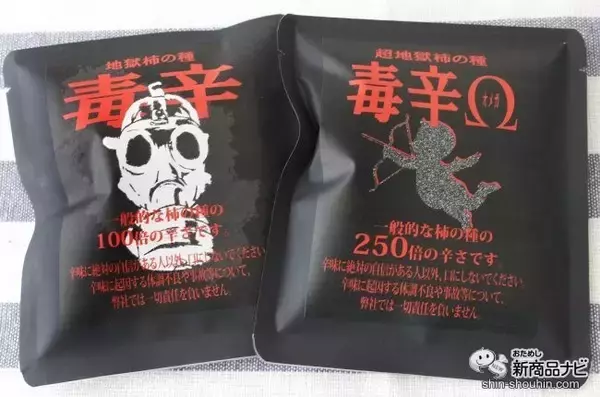 地獄柿の種
毒辛
一般的な柿の種の
100倍の辛さです。
辛味に絶対の自信がある人以外、口にしないでください。
辛味に起因する体調不良や事故等について、
弊社では一切責任を負いません。
超地獄柿の種
毒辛Ω
オメガ
一般的な柿の種の
250倍の辛さです。
辛味に絶対の自信がある人以外、口にしないでください。
辛味に起因する体調不良や事故等について、
弊社では一切責任を負いません。
おためし
新商品ナビ
shin-shouhin.com